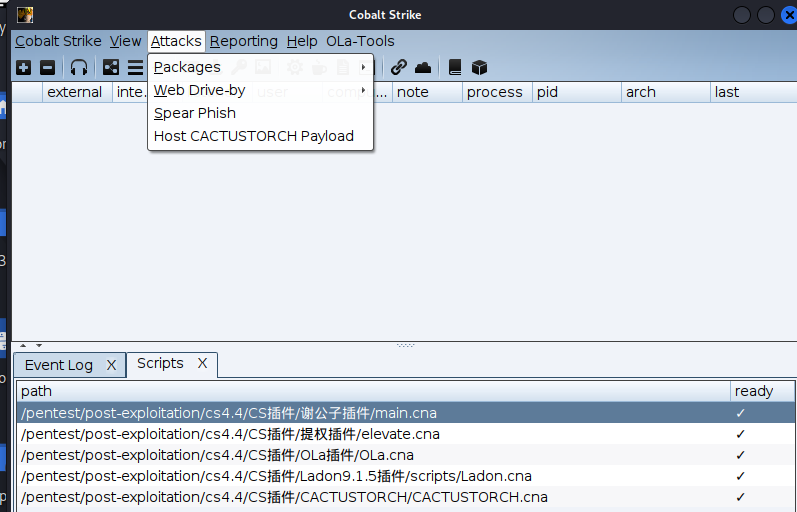 Cobalt Strike
Cobalt Strike View Attacks Reporting Help OLa-Tools
Packages
Web Drive-by
Spear Phish
Host CACTUSTORCH Payload
external inte... user ... note process pid arch last
Event Log X Scripts X
path ready
/pentest/post-exploitation/cs4.4/CS插件/谢公子插件/main.cna ✓
/pentest/post-exploitation/cs4.4/CS插件/提权插件/elevate.cna ✓
/pentest/post-exploitation/cs4.4/CS插件/OLa插件/OLa.cna ✓
/pentest/post-exploitation/cs4.4/CS插件/Ladon9.1.5插件/scripts/Ladon.cna ✓
/pentest/post-exploitation/cs4.4/CS插件/CACTUSTORCH/CACTUSTORCH.cna ✓